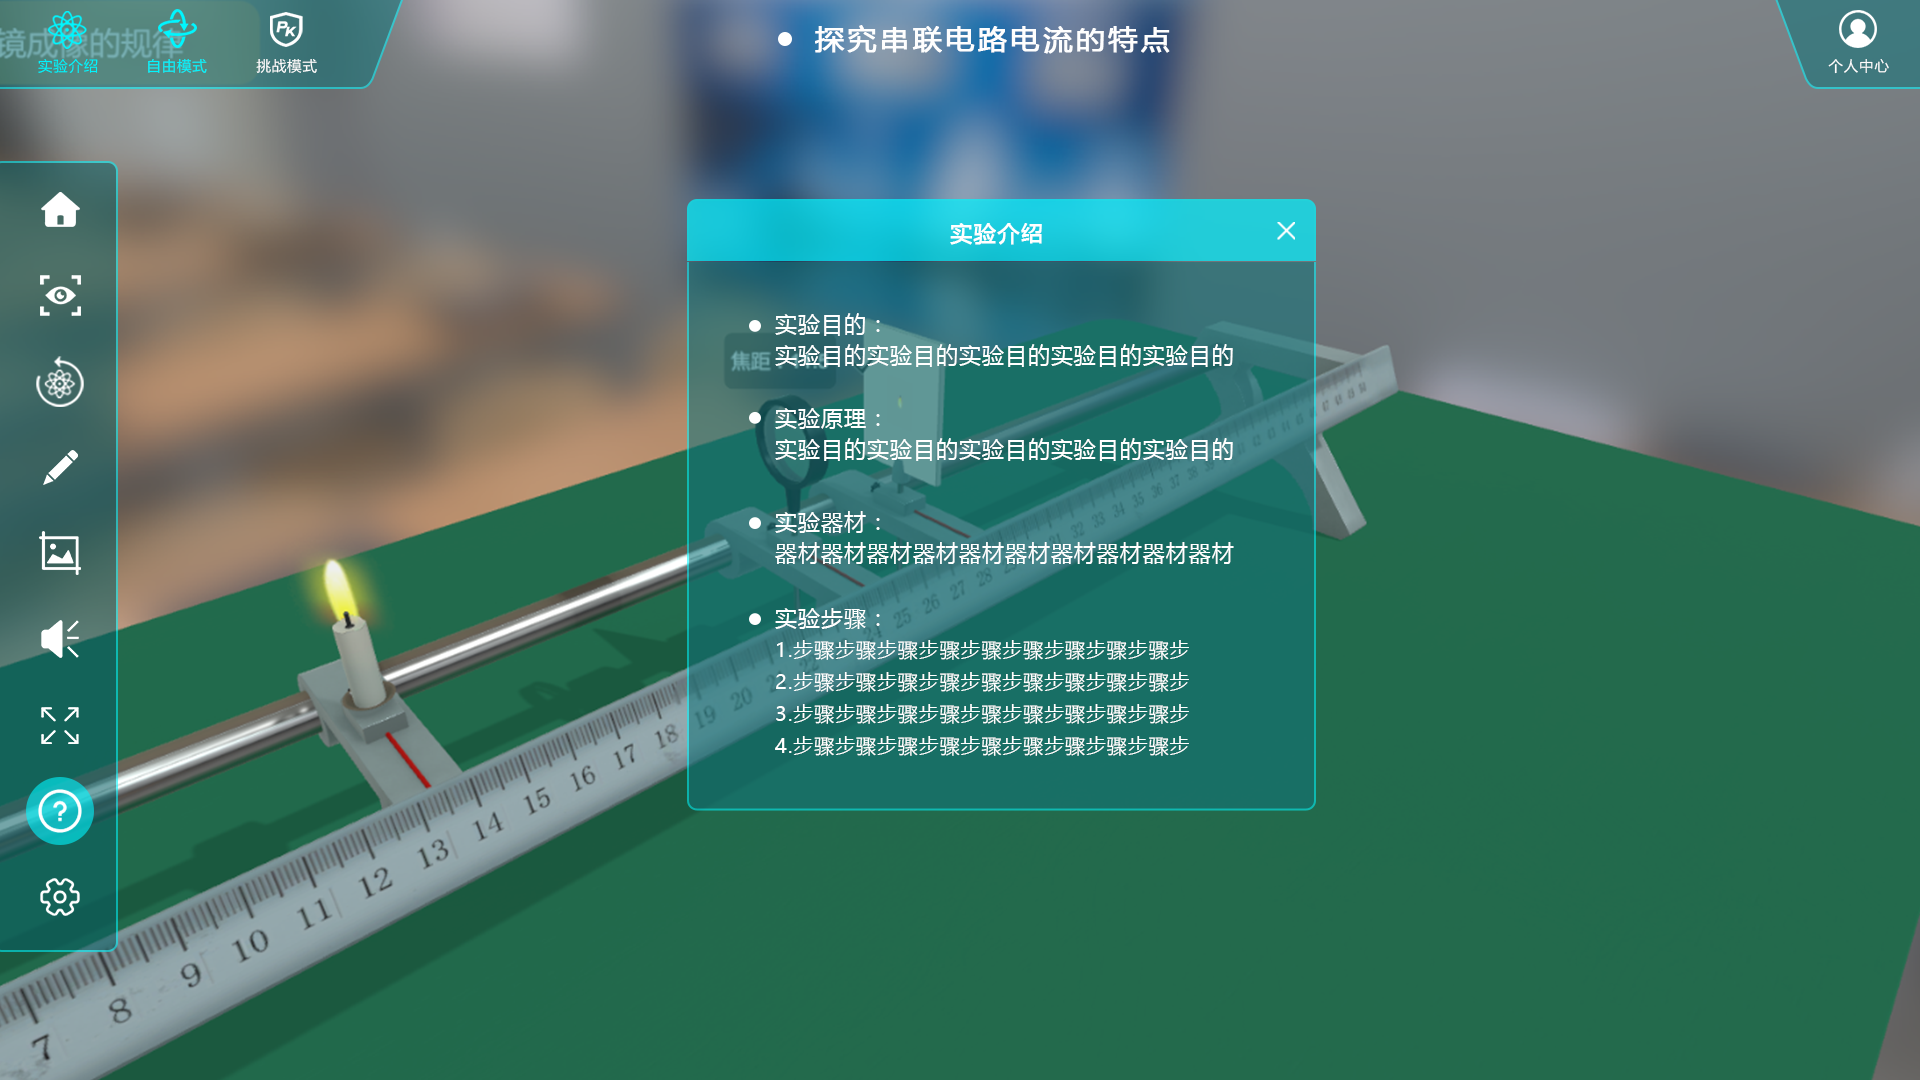 镜成像的规律
实验介绍
自由模式
PK
挑战模式
探究串联电路电流的特点
个人中心
实验介绍
实验目的：
实验目的实验目的实验目的实验目的实验目的
焦距
实验原理：
实验目的实验目的实验目的实验目的实验目的
实验器材：
器材器材器材器材器材器材器材器材器材器材
实验步骤：
1.步骤步骤步骤步骤步骤步骤步骤步骤步骤步
2.步骤步骤步骤步骤步骤步骤步骤步骤步骤步
3.步骤步骤步骤步骤步骤步骤步骤步骤步骤步
4.步骤步骤步骤步骤步骤步骤步骤步骤步骤步
?
7 8 9 10 11 12 13 14 15 16 17 18 19 20 25 26 27 28 32 33 34 35 36 37 38